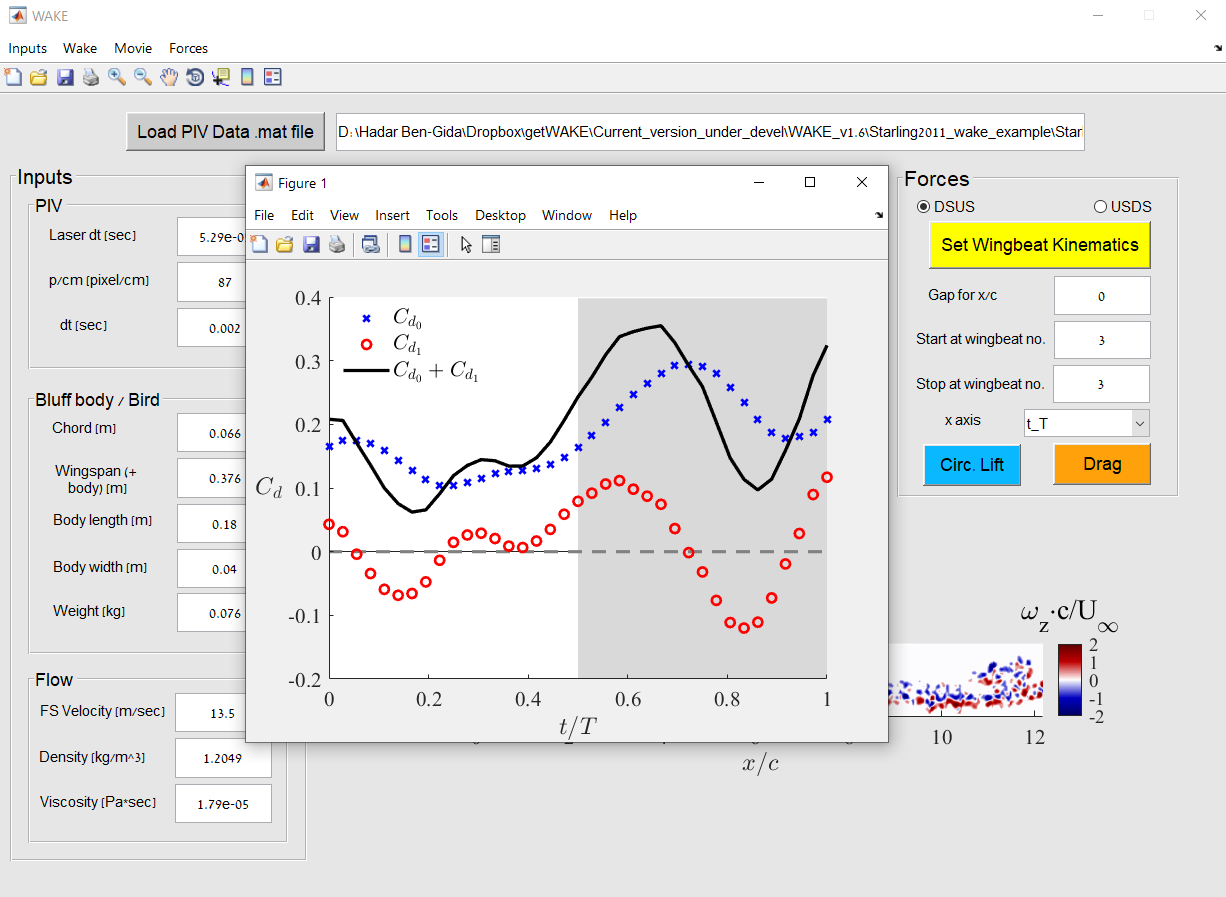 WAKE
Inputs Wake Movie Forces
Load PIV Data .mat file
D:\Hadar Ben-Gida\Dropbox\getWAKE\Current_version_under_devel\WAKE_v1.6\Starling2011_wake_example\Star
Inputs
PIV
Laser dt [sec] 5.29e-0
p/cm [pixel/cm] 87
dt [sec] 0.002
Bluff body / Bird
Chord [m] 0.066
Wingspan (+
body) [m] 0.376
Body length [m] 0.18
Body width [m] 0.04
Weight [kg] 0.076
Flow
FS Velocity [m/sec] 13.5
Density [kg/m^3] 1.2049
Viscosity [Pa*sec] 1.79e-05
Figure 1
File Edit View Insert Tools Desktop Window Help
C_{d_0}
C_{d_1}
C_{d_0} + C_{d_1}
0.4
0.3
0.2
0.1
0
-0.1
-0.2
C_d
0 0.2 0.4 0.6 0.8 1
t/T
Forces
DSUS USDS
Set Wingbeat Kinematics
Gap for x/c 0
Start at wingbeat no. 3
Stop at wingbeat no. 3
x axis t_T
Circ. Lift Drag
ω_z·c/U_∞
2
1
0
-1
-2
10 12
x/c